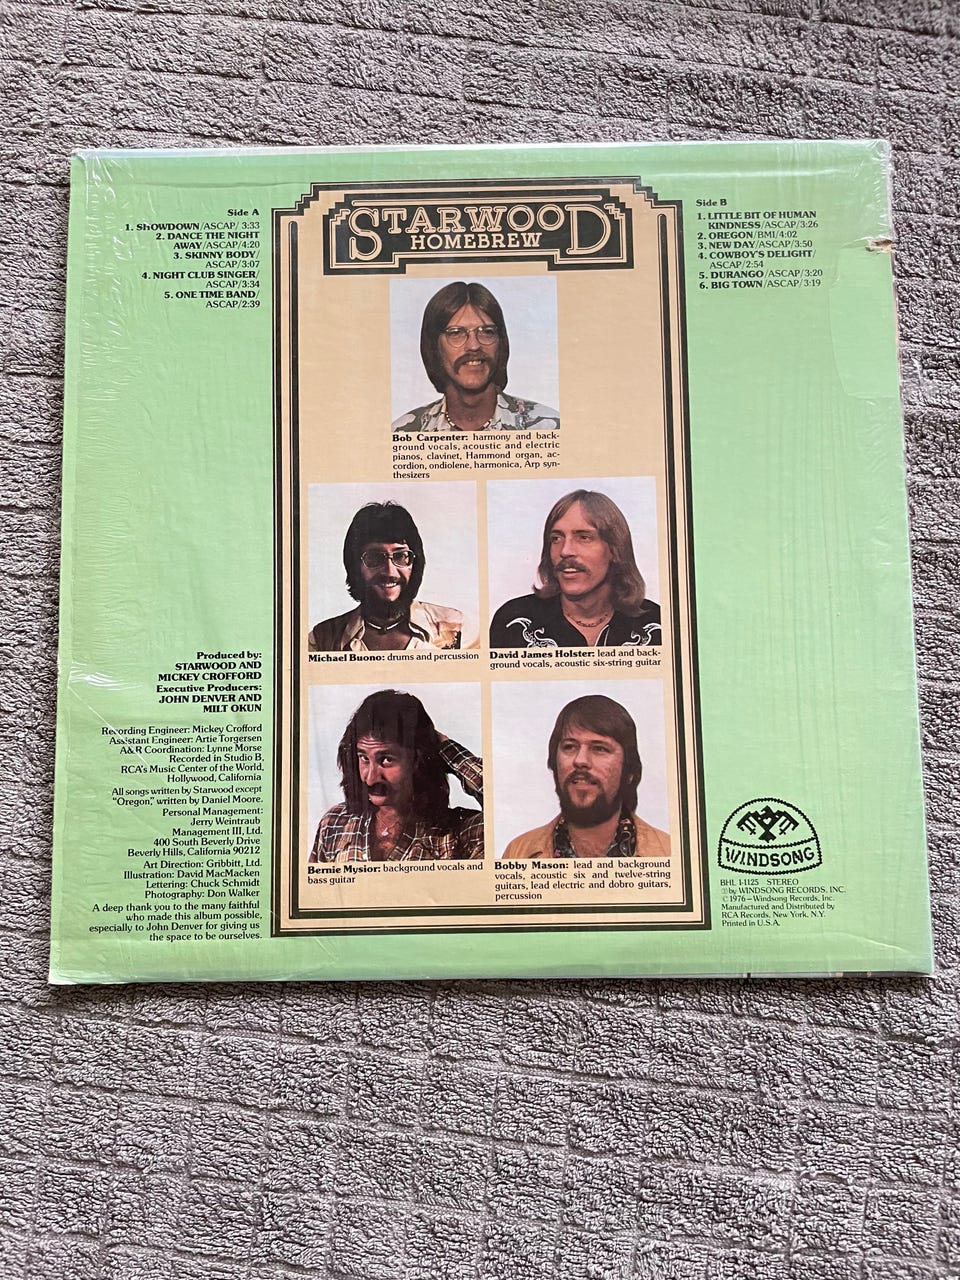 Side A
1. ShOWDOWN/ASCAP/ 3:33
2. DANCE THE NIGHT
AWAY/ASCAP/4:20
3. SKINNY BODY/
ASCAP/3:07
4. NIGHT CLUB SINGER/
ASCAP/3:34
5. ONE TIME BAND/
ASCAP/2:39
"STARWOOD"
HOMEBREW
Side B
1. LITTLE BIT OF HUMAN
KINDNESS/ASCAP/3:26
2. OREGON/BMI/4:02
3. NEW DAY/ASCAP/3:50
4. COWBOY'S DELIGHT/
ASCAP/2:54
5. DURANGO/ASCAP/3:20
6. BIG TOWN/ASCAP/3:19
Bob Carpenter: harmony and back-
ground vocals, acoustic and electric
pianos, clavinet, Hammond organ, ac-
cordion, ondiolene, harmonica, Arp syn-
thesizers
Michael Buono: drums and percussion
David James Holster: lead and back-
ground vocals, acoustic six-string guitar
Bernie Mysior: background vocals and
bass guitar
Bobby Mason: lead and background
vocals, acoustic six and twelve-string
guitars, lead electric and dobro guitars,
percussion
Produced by:
STARWOOD AND
MICKEY CROFFORD
Executive Producers:
JOHN DENVER AND
MILT OKUN
Recording Engineer: Mickey Crofford
Assistant Engineer: Artie Torgersen
A&R Coordination: Lynne Morse
Recorded in Studio B,
RCA's Music Center of the World,
Hollywood, California
All songs written by Starwood except
"Oregon," written by Daniel Moore.
Personal Management:
Jerry Weintraub
Management III, Ltd.
400 South Beverly Drive
Beverly Hills, California 90212
Art Direction: Gribbitt, Ltd.
Illustration: David MacMacken
Lettering: Chuck Schmidt
Photography: Don Walker
A deep thank you to the many faithful
who made this album possible,
especially to John Denver for giving us
the space to be ourselves.
WINDSONG
BHL 1-1125 STEREO
℗ by WINDSONG RECORDS, INC.
© 1976—Windsong Records, Inc.
Manufactured and Distributed by
RCA Records, New York, N.Y.
Printed in U.S.A.